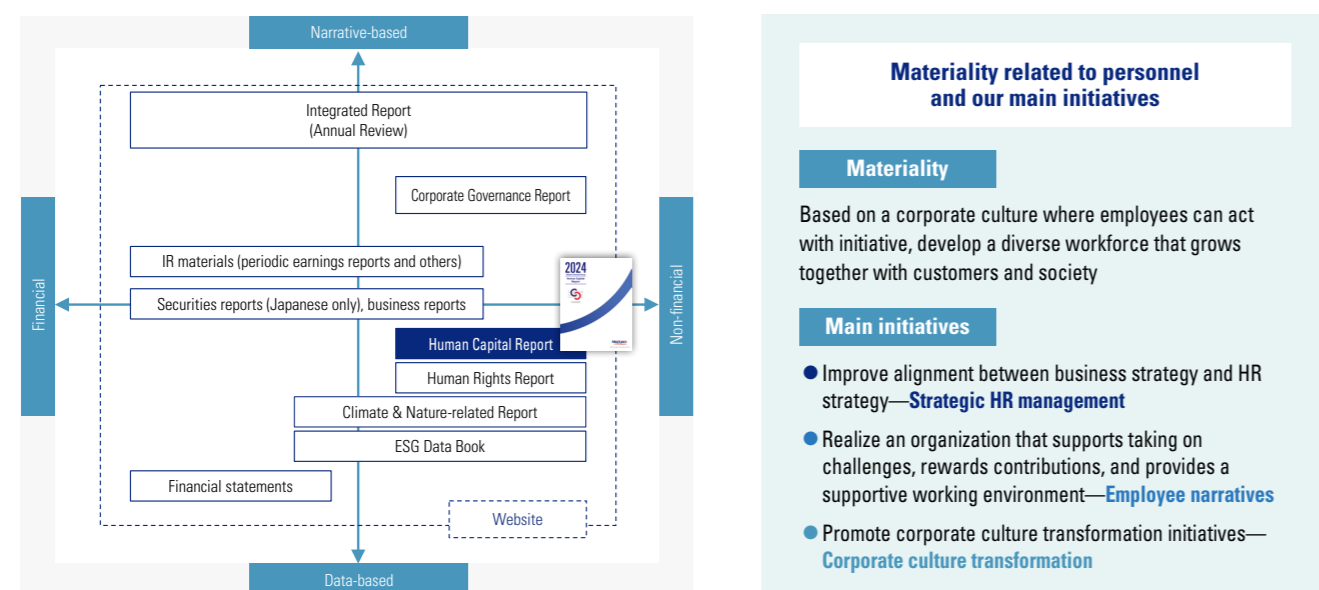 Narrative-based
Integrated Report
(Annual Review)
Corporate Governance Report
IR materials (periodic earnings reports and others)
Securities reports (Japanese only), business reports
Financial
Non-financial
2024
Human Capital Report
Human Rights Report
Climate & Nature-related Report
ESG Data Book
Financial statements
Website
Data-based
Materiality related to personnel
and our main initiatives
Materiality
Based on a corporate culture where employees can act
with initiative, develop a diverse workforce that grows
together with customers and society
Main initiatives
● Improve alignment between business strategy and HR
strategy—Strategic HR management
● Realize an organization that supports taking on
challenges, rewards contributions, and provides a
supportive working environment—Employee narratives
● Promote corporate culture transformation initiatives—
Corporate culture transformation